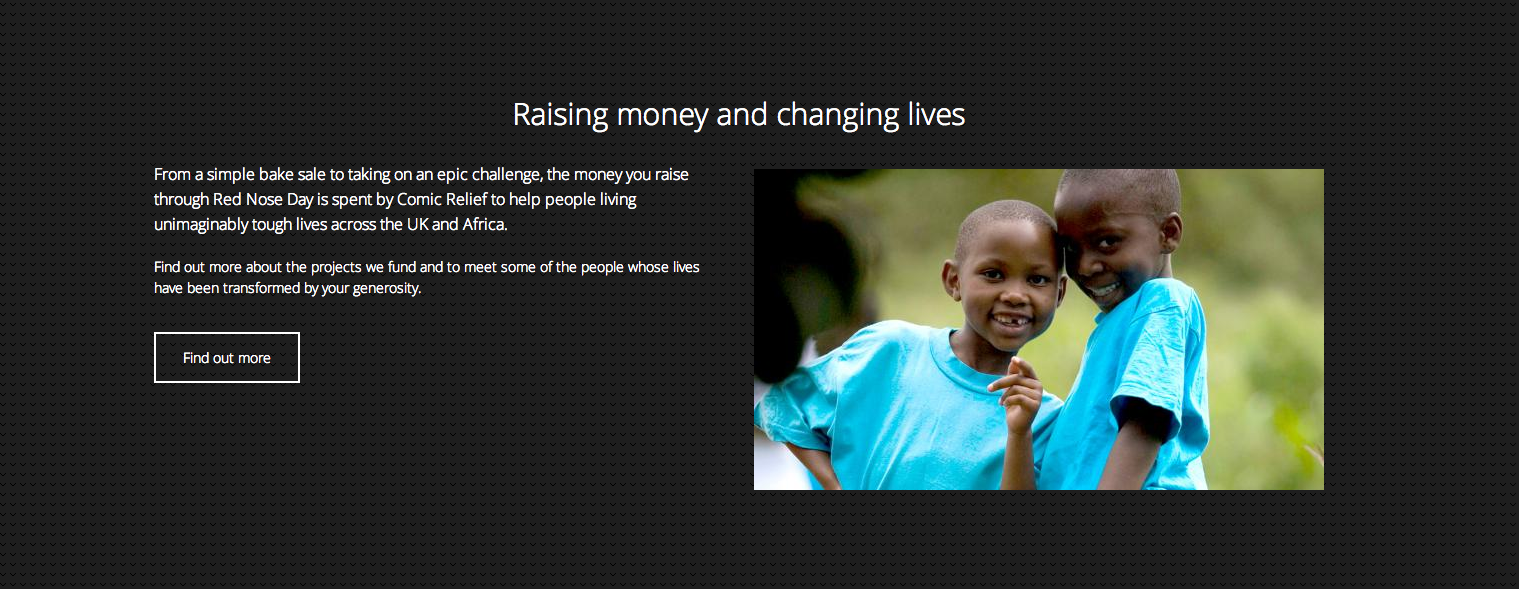 Raising money and changing lives
From a simple bake sale to taking on an epic challenge, the money you raise
through Red Nose Day is spent by Comic Relief to help people living
unimaginably tough lives across the UK and Africa.
Find out more about the projects we fund and to meet some of the people whose lives
have been transformed by your generosity.
Find out more